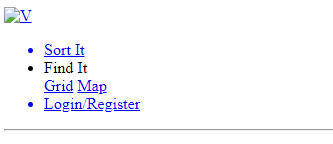 V
Sort It
Find It
Grid Map
Login/Register